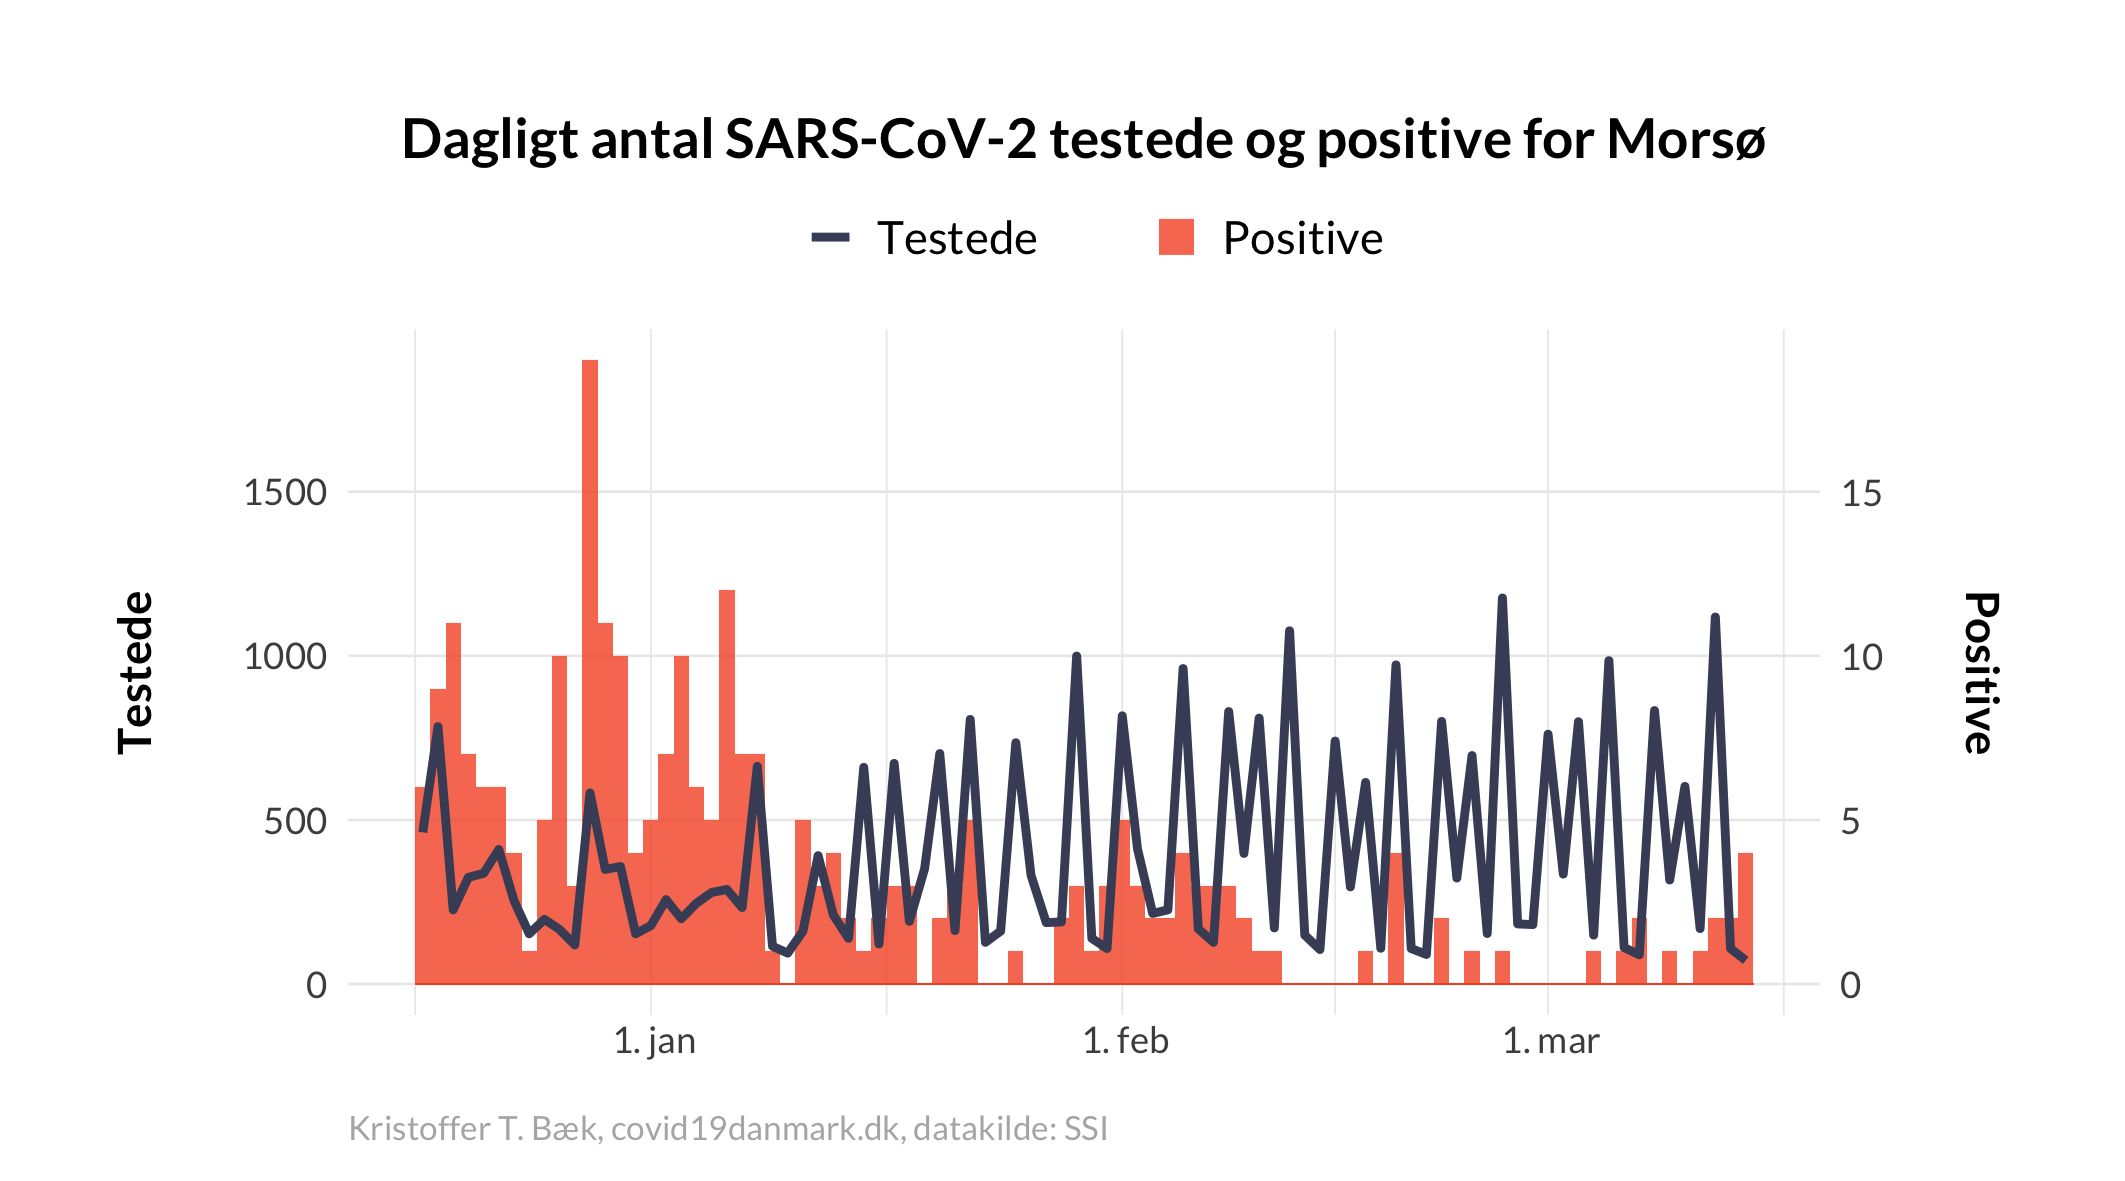 Dagligt antal SARS-CoV-2 testede og positive for Morsø
Testede Positive
1500 15
1000 10
500 5
0 0
Testede
Positive
1. jan 1. feb 1. mar
Kristoffer T. Bæk, covid19danmark.dk, datakilde: SSI